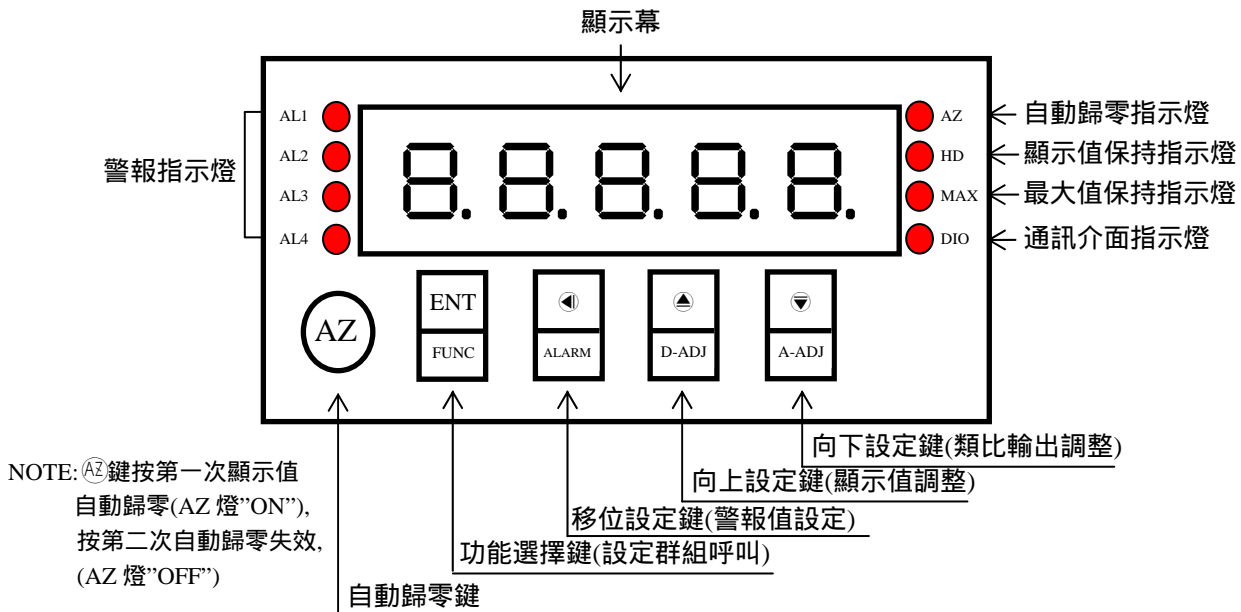 顯示幕
AL1
AL2
AL3
AL4
警報指示燈
8.8.8.8.8.
AZ
HD
MAX
DIO
自動歸零指示燈
顯示值保持指示燈
最大值保持指示燈
通訊介面指示燈
AZ
ENT
FUNC
ALARM
D-ADJ
A-ADJ
向下設定鍵(類比輸出調整)
向上設定鍵(顯示值調整)
移位設定鍵(警報值設定)
功能選擇鍵(設定群組呼叫)
自動歸零鍵
NOTE: AZ鍵按第一次顯示值
自動歸零(AZ 燈”ON”),
按第二次自動歸零失效,
(AZ 燈”OFF”)